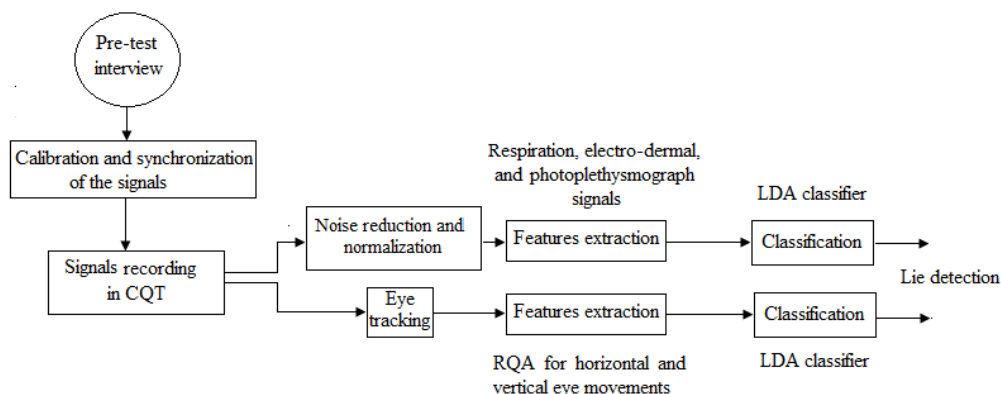 Pre-test
interview
Calibration and synchronization
of the signals
Signals recording
in CQT
Noise reduction and
normalization
Eye
tracking
Respiration, electro-dermal,
and photoplethysmograph
signals
Features extraction
Features extraction
RQA for horizontal and
vertical eye movements
LDA classifier
Classification
Classification
LDA classifier
Lie detection